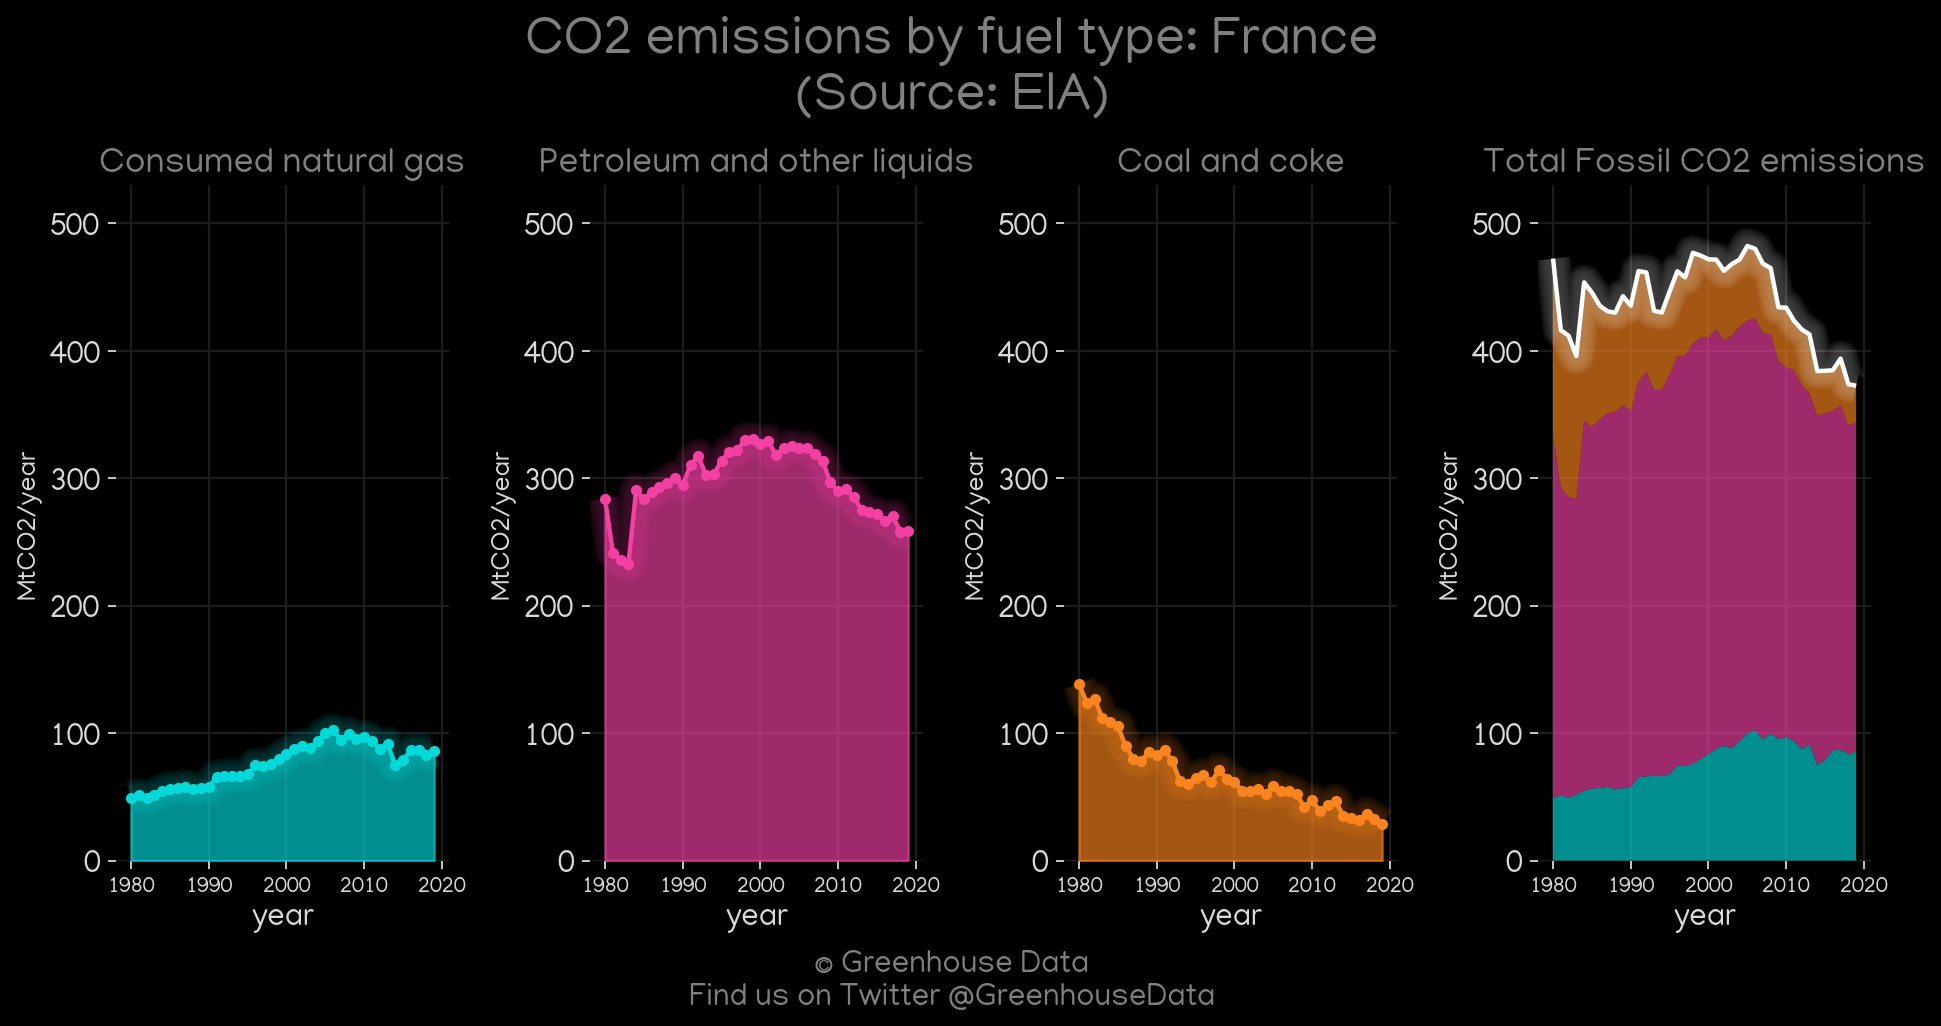 CO2 emissions by fuel type: France
(Source: EIA)
Consumed natural gas
Petroleum and other liquids
Coal and coke
Total Fossil CO2 emissions
MtCO2/year
500
400
300
200
100
0
1980 1990 2000 2010 2020
year
MtCO2/year
500
400
300
200
100
0
1980 1990 2000 2010 2020
year
MtCO2/year
500
400
300
200
100
0
1980 1990 2000 2010 2020
year
MtCO2/year
500
400
300
200
100
0
1980 1990 2000 2010 2020
year
© Greenhouse Data
Find us on Twitter @GreenhouseData